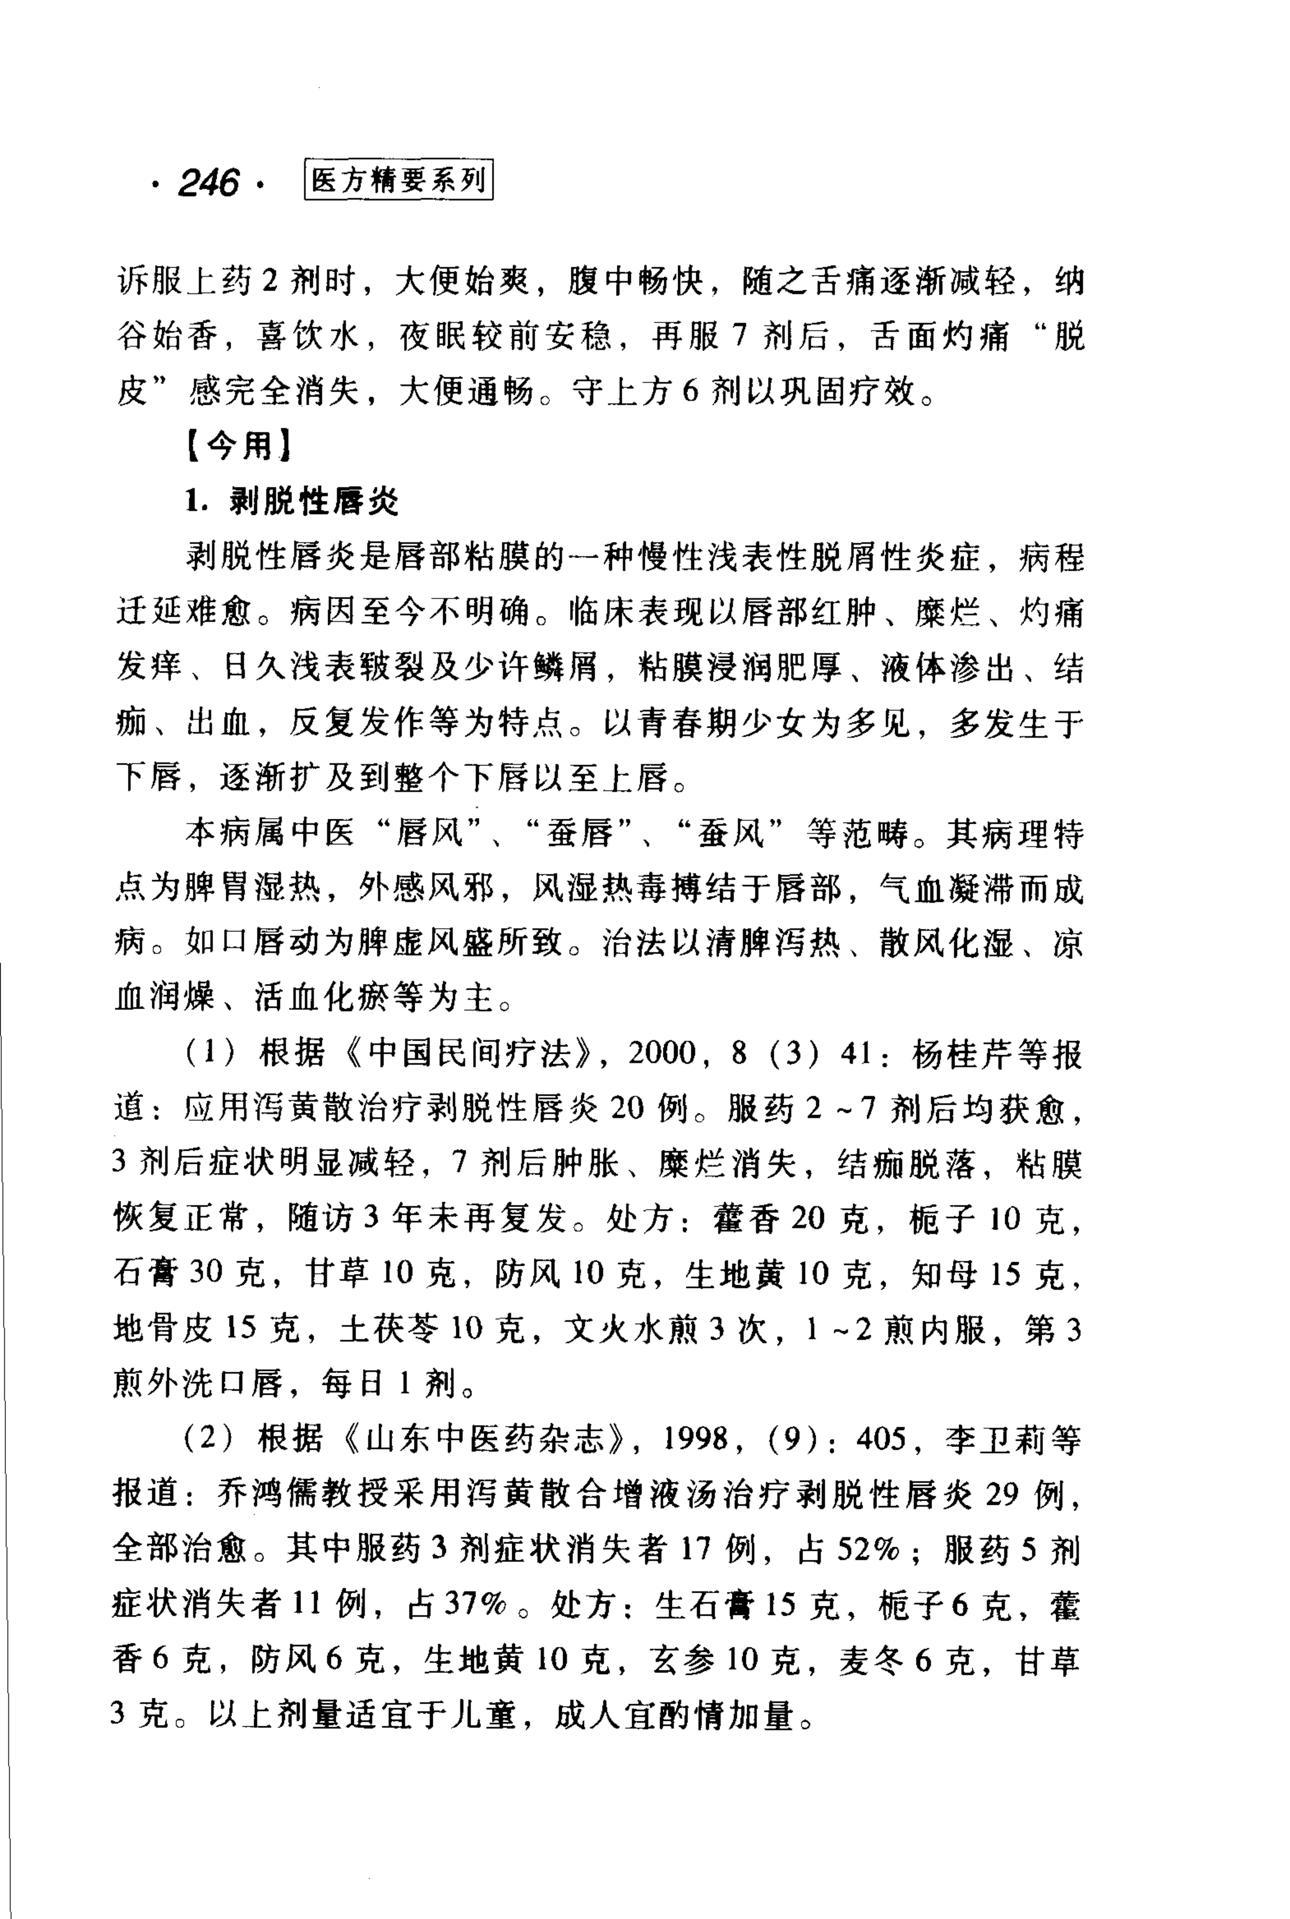 ·246· 医方精要系列
诉服上药2 剂时，大便始爽，腹中畅快，随之舌痛逐渐减轻，纳
谷始香，喜饮水，夜眠较前安稳，再服 7 剂后，舌面灼痛“脱
皮”感完全消失，大便通畅。守上方 6 剂以巩固疗效。
【今用】
1. 剥脱性唇炎
剥脱性唇炎是唇部粘膜的一种慢性浅表性脱屑性炎症，病程
迁延难愈。病因至今不明确。临床表现以唇部红肿、糜烂、灼痛
发痒、日久浅表皲裂及少许鳞屑，粘膜浸润肥厚、液体渗出、结
痂、出血，反复发作等为特点。以青春期少女为多见，多发生于
下唇，逐渐扩及到整个下唇以至上唇。
本病属中医“唇风”、“蚕唇”、“蚕风”等范畴。其病理特
点为脾胃湿热，外感风邪，风湿热毒搏结于唇部，气血凝滞而成
病。如口唇动为脾虚风盛所致。治法以清脾泻热、散风化湿、凉
血润燥、活血化瘀等为主。
(1) 根据《中国民间疗法》，2000，8 (3) 41：杨桂芹等报
道：应用泻黄散治疗剥脱性唇炎 20 例。服药 2 ~ 7 剂后均获愈，
3 剂后症状明显减轻，7 剂后肿胀、糜烂消失，结痂脱落，粘膜
恢复正常，随访 3 年未再复发。处方：藿香 20 克，栀子 10 克，
石膏 30 克，甘草 10 克，防风 10 克，生地黄 10 克，知母 15 克，
地骨皮 15 克，土茯苓 10 克，文火水煎 3 次，1 ~ 2 煎内服，第 3
煎外洗口唇，每日 1 剂。
(2) 根据《山东中医药杂志》，1998，(9)：405，李卫莉等
报道：乔鸿儒教授采用泻黄散合增液汤治疗剥脱性唇炎 29 例，
全部治愈。其中服药 3 剂症状消失者 17 例，占 52%；服药 5 剂
症状消失者 11 例，占 37%。处方：生石膏 15 克，栀子 6 克，藿
香 6 克，防风 6 克，生地黄 10 克，玄参 10 克，麦冬 6 克，甘草
3 克。以上剂量适宜于儿童，成人宜酌情加量。